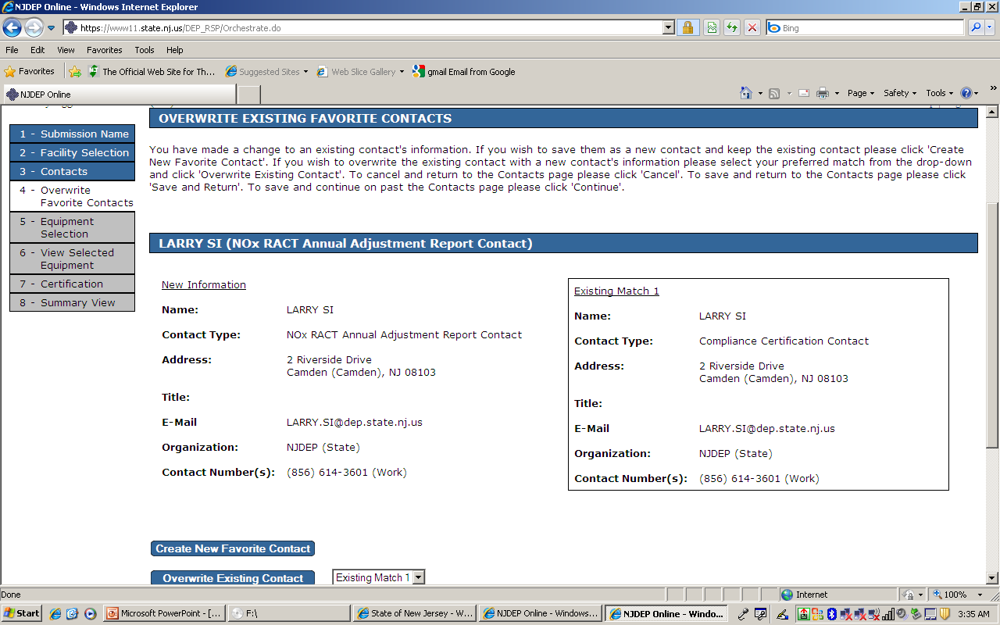 NJDEP Online - Windows Internet Explorer
https://www11.state.nj.us/DEP_RSP/Orchestrate.do
Bing
File Edit View Favorites Tools Help
Favorites The Official Web Site for Th... Suggested Sites Web Slice Gallery gmail Email from Google
NJDEP Online
Page Safety Tools
1 - Submission Name
2 - Facility Selection
3 - Contacts
4 - Overwrite
Favorite Contacts
5 - Equipment
Selection
6 - View Selected
Equipment
7 - Certification
8 - Summary View
OVERWRITE EXISTING FAVORITE CONTACTS
You have made a change to an existing contact's information. If you wish to save them as a new contact and keep the existing contact please click 'Create
New Favorite Contact'. If you wish to overwrite the existing contact with a new contact's information please select your preferred match from the drop-down
and click 'Overwrite Existing Contact'. To cancel and return to the Contacts page please click 'Cancel'. To save and return to the Contacts page please click
'Save and Return'. To save and continue on past the Contacts page please click 'Continue'.
LARRY SI (NOx RACT Annual Adjustment Report Contact)
New Information
Name: LARRY SI
Contact Type: NOx RACT Annual Adjustment Report Contact
Address: 2 Riverside Drive
Camden (Camden), NJ 08103
Title:
E-Mail LARRY.SI@dep.state.nj.us
Organization: NJDEP (State)
Contact Number(s): (856) 614-3601 (Work)
Existing Match 1
Name: LARRY SI
Contact Type: Compliance Certification Contact
Address: 2 Riverside Drive
Camden (Camden), NJ 08103
Title:
E-Mail LARRY.SI@dep.state.nj.us
Organization: NJDEP (State)
Contact Number(s): (856) 614-3601 (Work)
Create New Favorite Contact
Overwrite Existing Contact Existing Match 1
Done Internet 100%
Start Microsoft PowerPoint - [... F:\ State of New Jersey - W... NJDEP Online - Windows... NJDEP Online - Windo... 3:35 AM